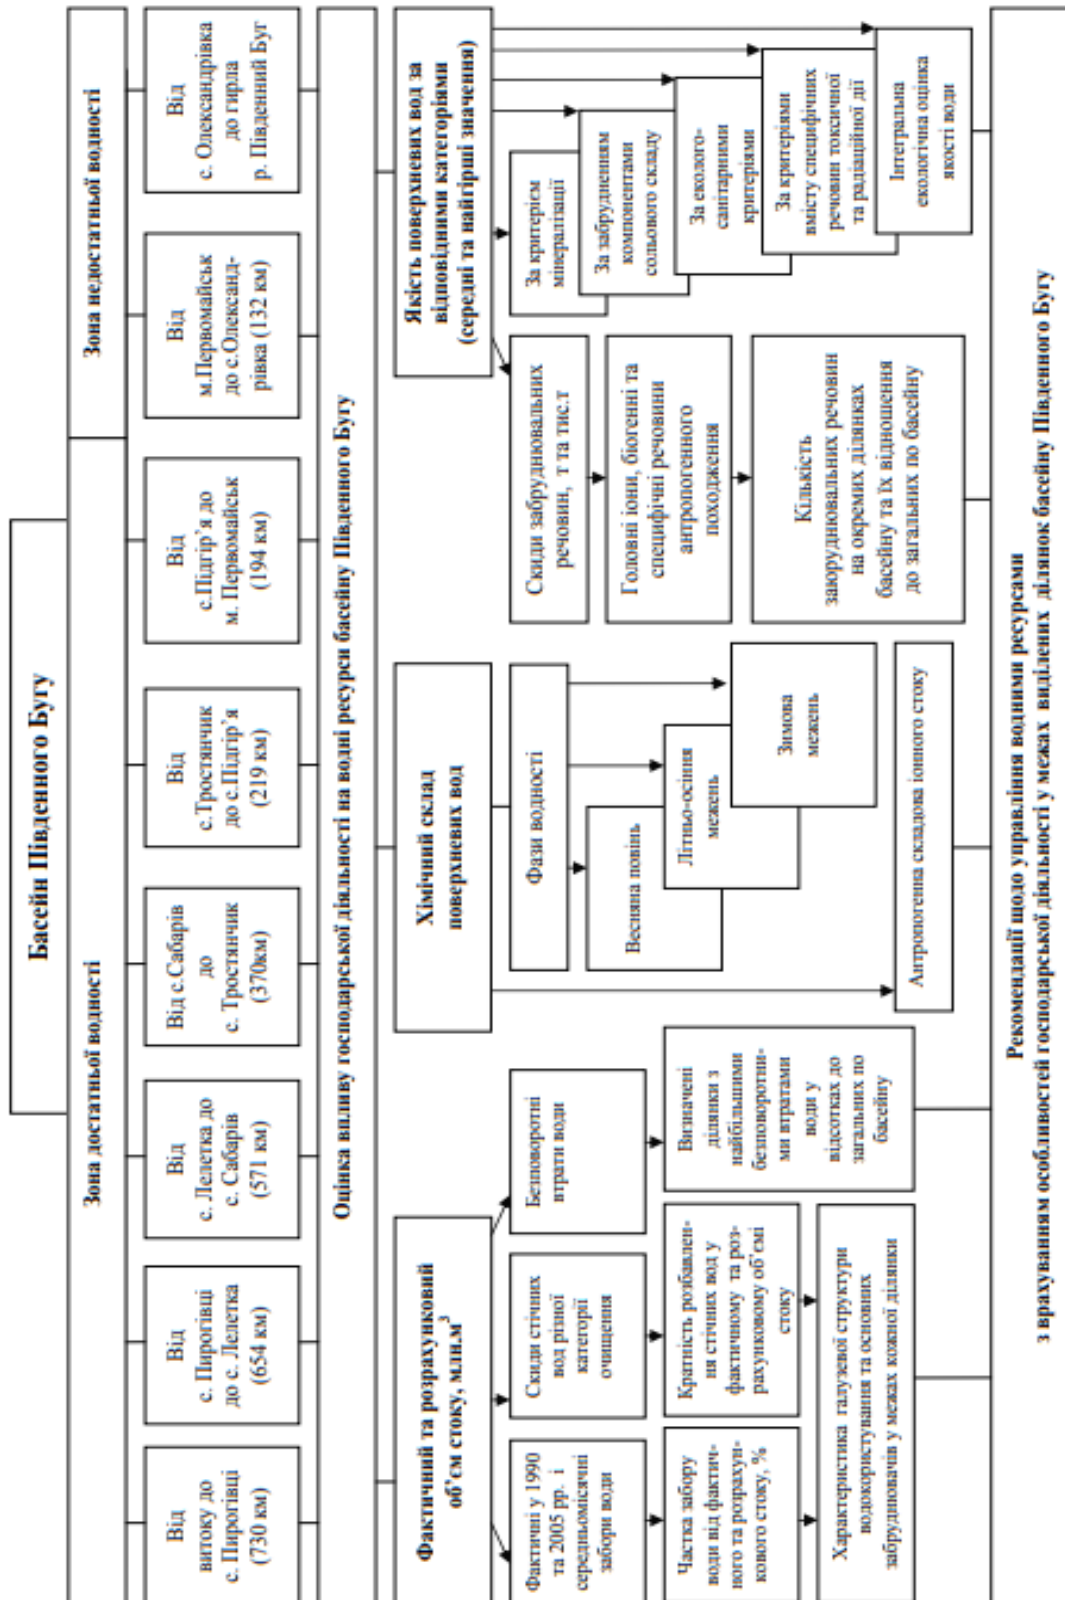 Басейн Південного Бугу
Зона достатньої водності
Зона недостатньої водності
Від
витоку до
с. Пирогівці
(730 км)
Від
с. Пирогівці
до с. Лелетка
(654 км)
Від
с. Лелетка до
с. Сабарів
(571 км)
Від с.Сабарів
до
с. Тростянчик
(370км)
Від
с.Тростянчик
до с.Підгір’я
(219 км)
Від
с.Підгір’я до
м. Первомайськ
(194 км)
Від
м.Первомайськ
до с.Олександ-
рівка (132 км)
Від
с. Олександрівка
до гирла
р. Південний Буг
Оцінка впливу господарської діяльності на водні ресурси басейну Південного Бугу
Фактичний та розрахунковий
об’єм стоку, млн.м3
Фактичні у 1990
та 2005 рр. і
середньомісячні
забори води
Скиди стічних
вод різної
категорії
очищення
Безповоротні
втрати води
Частка забору
води від фактич-
ного та розрахун-
кового стоку, %
Кратність розбавлен-
ня стічних вод у
фактичному та роз-
рахунковому об’ємі
стоку
Визначені
ділянки з
найбільшими
безповоротни-
ми втратами
води у
відсотках до
загальних по
басейну
Характеристика галузевої структури
водокористування та основних
забруднювачів у межах кожної ділянки
Хімічний склад
поверхневих вод
Фази водності
Весняна повінь
Літньо-осіння
межень
Зимова
межень
Антропогенна складова іонного стоку
Якість поверхневих вод за
відповідними категоріями
(середні та найгірші значення)
Скиди забруднювальних
речовин, т та тис.т
Головні іони, біогенні та
специфічні речовини
антропогенного
походження
Кількість
заюруднювальних речовин
на окремих ділянках
басейну та їх відношення
до загальних по басейну
За критерієм
мінералізації
За забрудненням
компонентами
сольового складу
За еколого-
санітарними
критеріями
За критеріями
вмісту специфічних
речовин токсичної
та радіаційної дії
Інтегральна
екологічна оцінка
якості води
Рекомендації щодо управління водними ресурсами
з врахуванням особливостей господарської діяльності у межах виділених ділянок басейну Південного Бугу